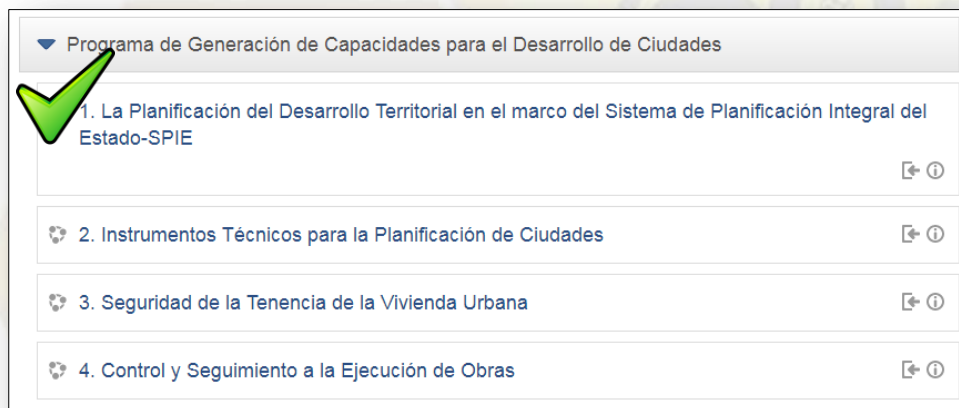 Programa de Generación de Capacidades para el Desarrollo de Ciudades
1. La Planificación del Desarrollo Territorial en el marco del Sistema de Planificación Integral del
Estado-SPIE
2. Instrumentos Técnicos para la Planificación de Ciudades
3. Seguridad de la Tenencia de la Vivienda Urbana
4. Control y Seguimiento a la Ejecución de Obras